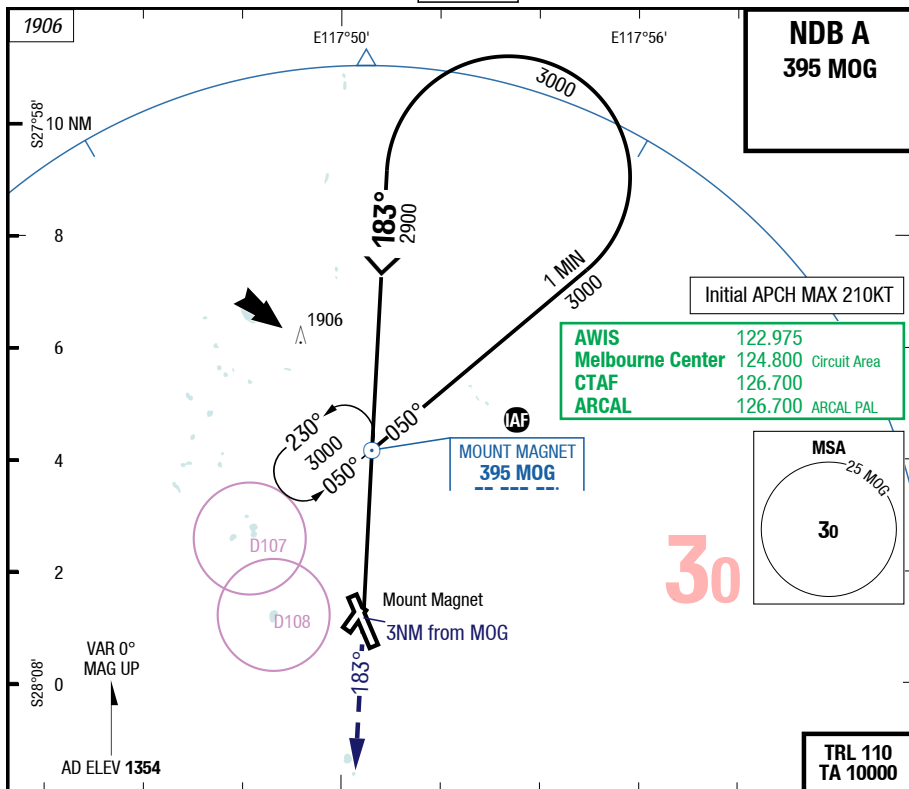 1906
E117°50'
E117°56'
NDB A
395 MOG
S27°58'
10 NM
3000
183°
2900
8
1 MIN
3000
Initial APCH MAX 210KT
1906
6
AWIS 122.975
Melbourne Center 124.800 Circuit Area
CTAF 126.700
ARCAL 126.700 ARCAL PAL
230°
3000
050°
050°
IAF
MOUNT MAGNET
395 MOG
4
MSA
25 MOG
30
30
D107
2
D108
Mount Magnet
3NM from MOG
VAR 0°
MAG UP
183°
S28°08'
0
AD ELEV 1354
TRL 110
TA 10000